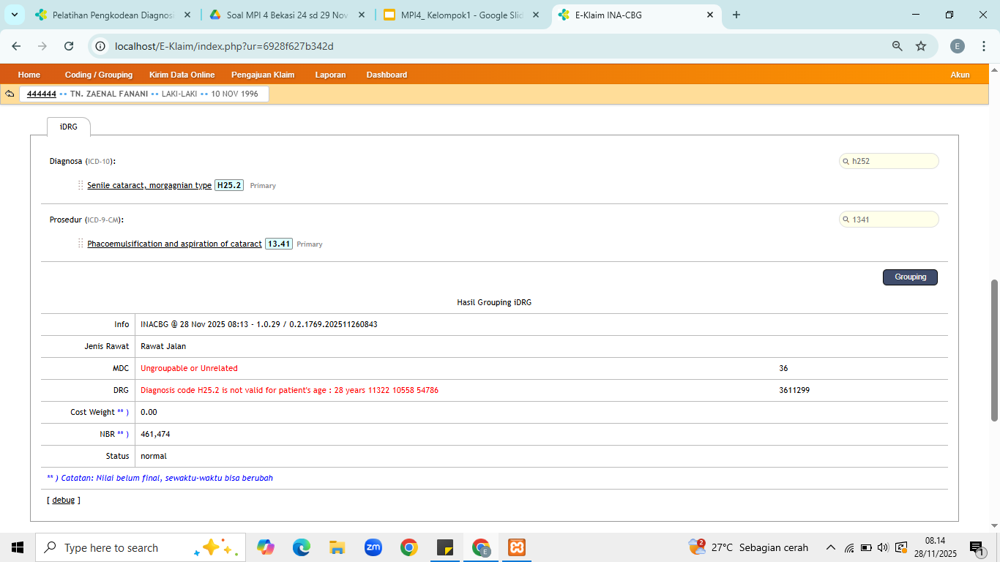 Pelatihan Pengkodean Diagnosi
Soal MPI 4 Bekasi 24 sd 29 Nov
MPI4_ Kelompok1 - Google Slid
E-Klaim INA-CBG
localhost/E-Klaim/index.php?ur=6928f627b342d
E
Home Coding / Grouping Kirim Data Online Pengajuan Klaim Laporan Dashboard Akun
444444 •• TN. ZAENAL FANANI •• LAKI-LAKI •• 10 NOV 1996
iDRG
Diagnosa (ICD-10): h252
Senile cataract, morgagnian type H25.2 Primary
Prosedur (ICD-9-CM): 1341
Phacoemulsification and aspiration of cataract 13.41 Primary
Grouping
Hasil Grouping iDRG
Info INACBG @ 28 Nov 2025 08:13 - 1.0.29 / 0.2.1769.202511260843
Jenis Rawat Rawat Jalan
MDC Ungroupable or Unrelated 36
DRG Diagnosis code H25.2 is not valid for patient's age : 28 years 11322 10558 54786 3611299
Cost Weight ** ) 0.00
NBR ** ) 461,474
Status normal
** ) Catatan: Nilai belum final, sewaktu-waktu bisa berubah
[ debug ]
Type here to search
zm
E
2
27°C Sebagian cerah
08.14
28/11/2025
1